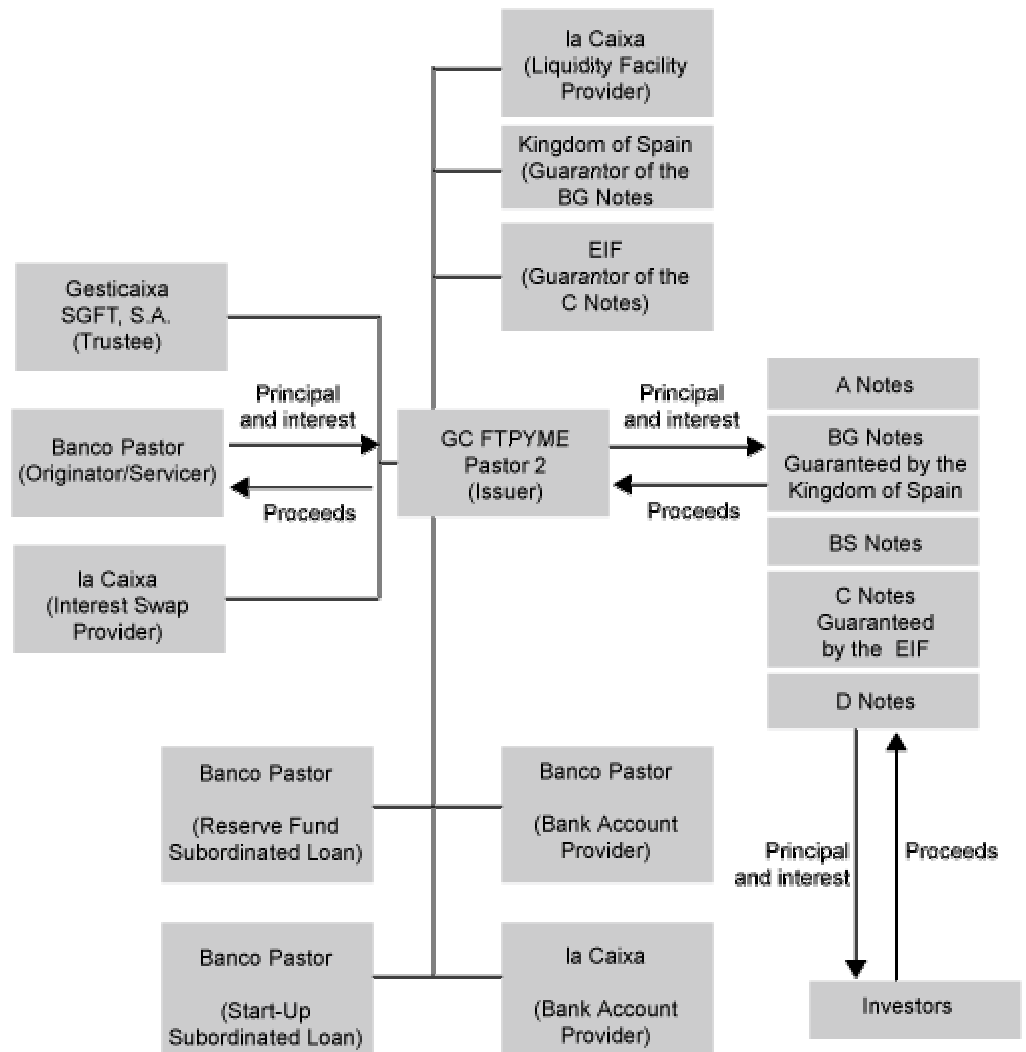 la Caixa
(Liquidity Facility
Provider)
Kingdom of Spain
(Guarantor of the
BG Notes
EIF
(Guarantor of the
C Notes)
Gesticaixa
SGFT, S.A.
(Trustee)
Principal
and interest
Banco Pastor
(Originator/Servicer)
Proceeds
la Caixa
(Interest Swap
Provider)
GC FTPYME
Pastor 2
(Issuer)
Principal
and interest
Proceeds
A Notes
BG Notes
Guaranteed by the
Kingdom of Spain
BS Notes
C Notes
Guaranteed
by the EIF
D Notes
Banco Pastor
(Reserve Fund
Subordinated Loan)
Banco Pastor
(Bank Account
Provider)
Principal
and interest
Proceeds
Banco Pastor
(Start-Up
Subordinated Loan)
la Caixa
(Bank Account
Provider)
Investors